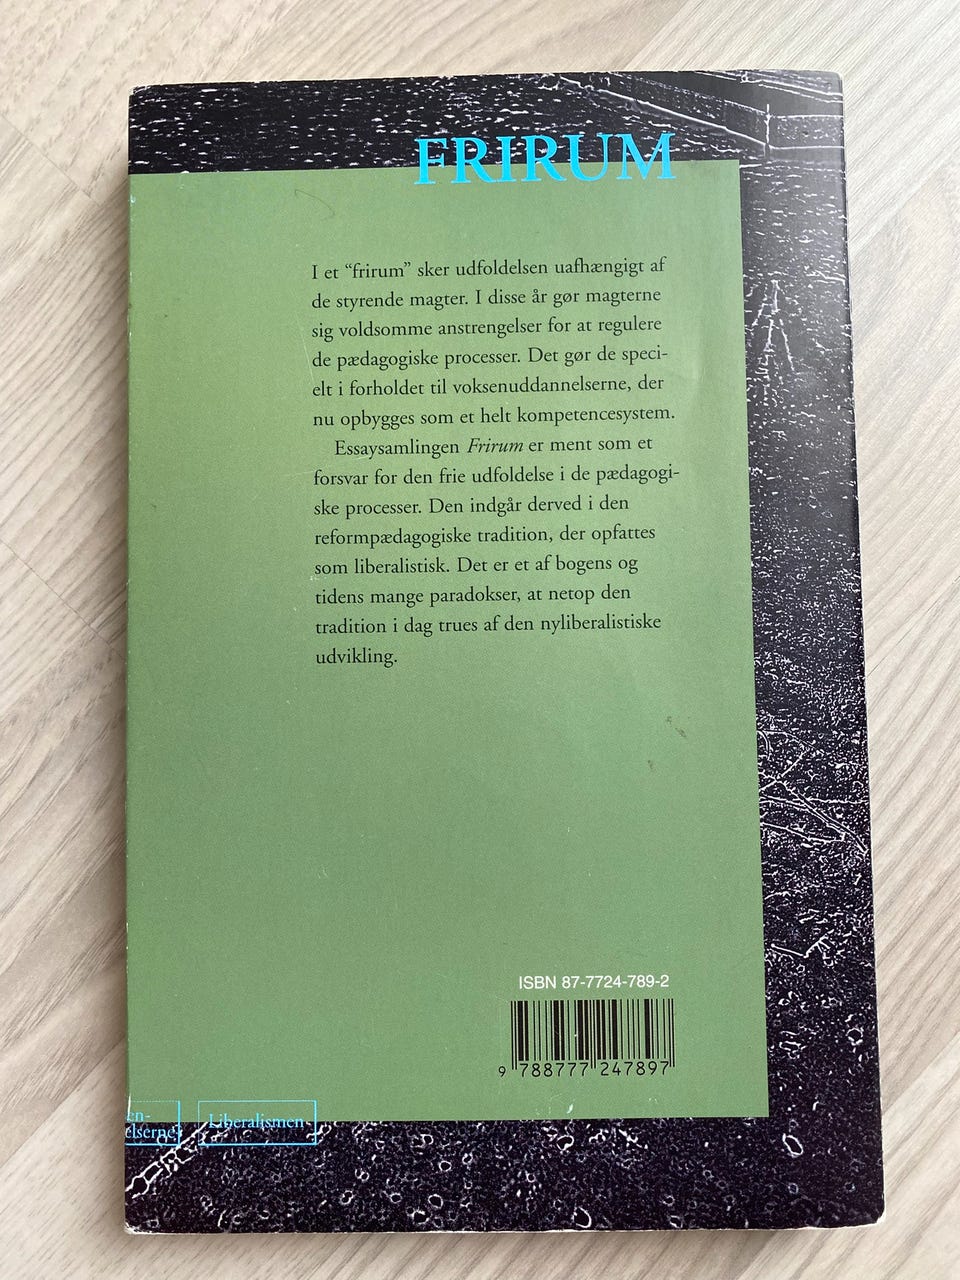 FRIRUM
I et “frirum” sker udfoldelsen uafhængigt af
de styrende magter. I disse år gør magterne
sig voldsomme anstrengelser for at regulere
de pædagogiske processer. Det gør de speci-
elt i forholdet til voksenuddannelserne, der
nu opbygges som et helt kompetencesystem.
Essaysamlingen Frirum er ment som et
forsvar for den frie udfoldelse i de pædagogi-
ske processer. Den indgår derved i den
reformpædagogiske tradition, der opfattes
som liberalistisk. Det er et af bogens og
tidens mange paradokser, at netop den
tradition i dag trues af den nyliberalistiske
udvikling.
ISBN 87-7724-789-2
9 788777 247897
en-
elserne
Liberalismen